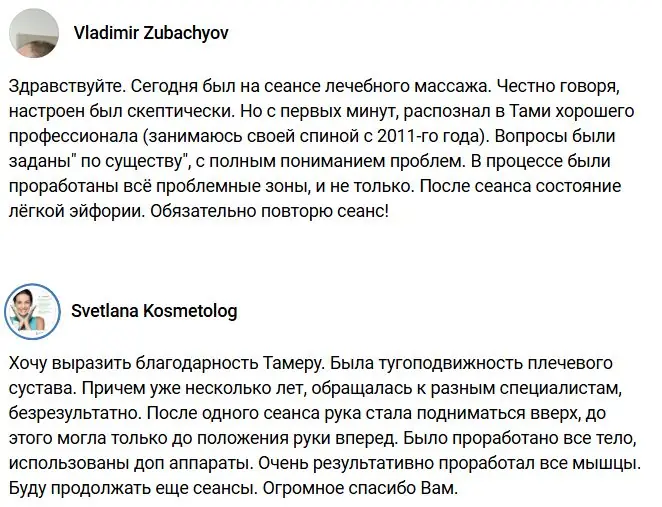 Vladimir Zubachyov
Здравствуйте. Сегодня был на сеансе лечебного массажа. Честно говоря,
настроен был скептически. Но с первых минут, распознал в Тами хорошего
профессионала (занимаюсь своей спиной с 2011-го года). Вопросы были
заданы" по существу", с полным пониманием проблем. В процессе были
проработаны всё проблемные зоны, и не только. После сеанса состояние
лёгкой эйфории. Обязательно повторю сеанс!
Svetlana Kosmetolog
Хочу выразить благодарность Тамеру. Была тугоподвижность плечевого
сустава. Причем уже несколько лет, обращалась к разным специалистам,
безрезультатно. После одного сеанса рука стала подниматься вверх, до
этого могла только до положения руки вперед. Было проработано все тело,
использованы доп аппараты. Очень результативно проработал все мышцы.
Буду продолжать еще сеансы. Огромное спасибо Вам.